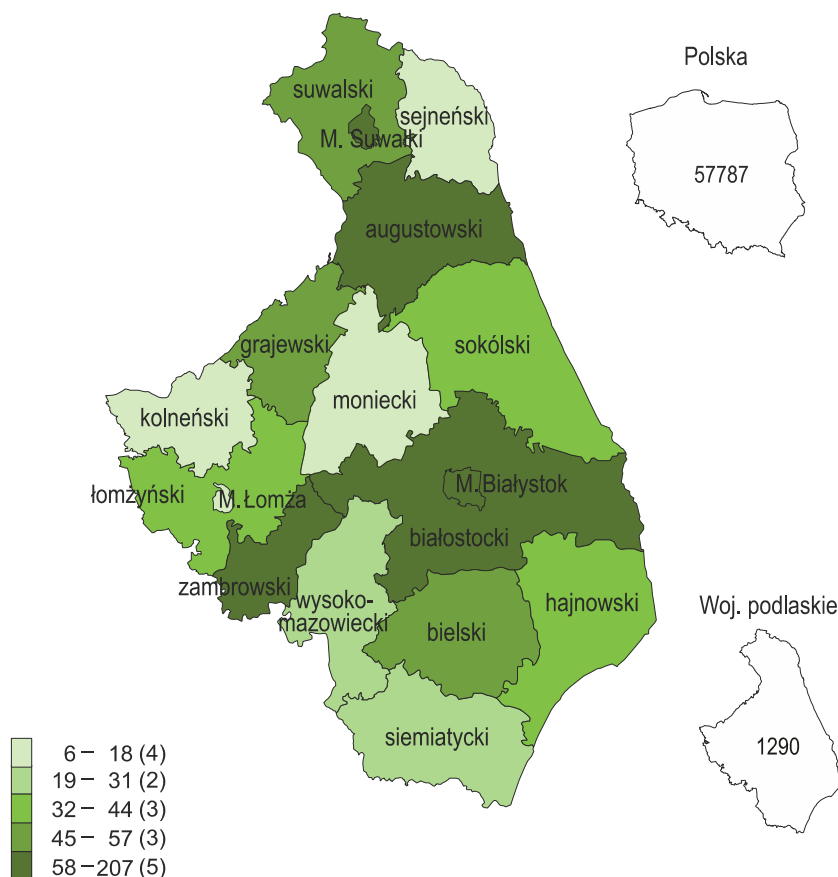 Polska
suwalski
sejneński
M. Suwałki
57787
augustowski
grajewski
sokólski
kolneński
moniecki
łomżyński
M. Łomża
M. Białystok
białostocki
zambrowski
wysoko-
mazowiecki
hajnowski
bielski
Woj. podlaskie
siemiatycki
1290
6 – 18 (4)
19 – 31 (2)
32 – 44 (3)
45 – 57 (3)
58 – 207 (5)